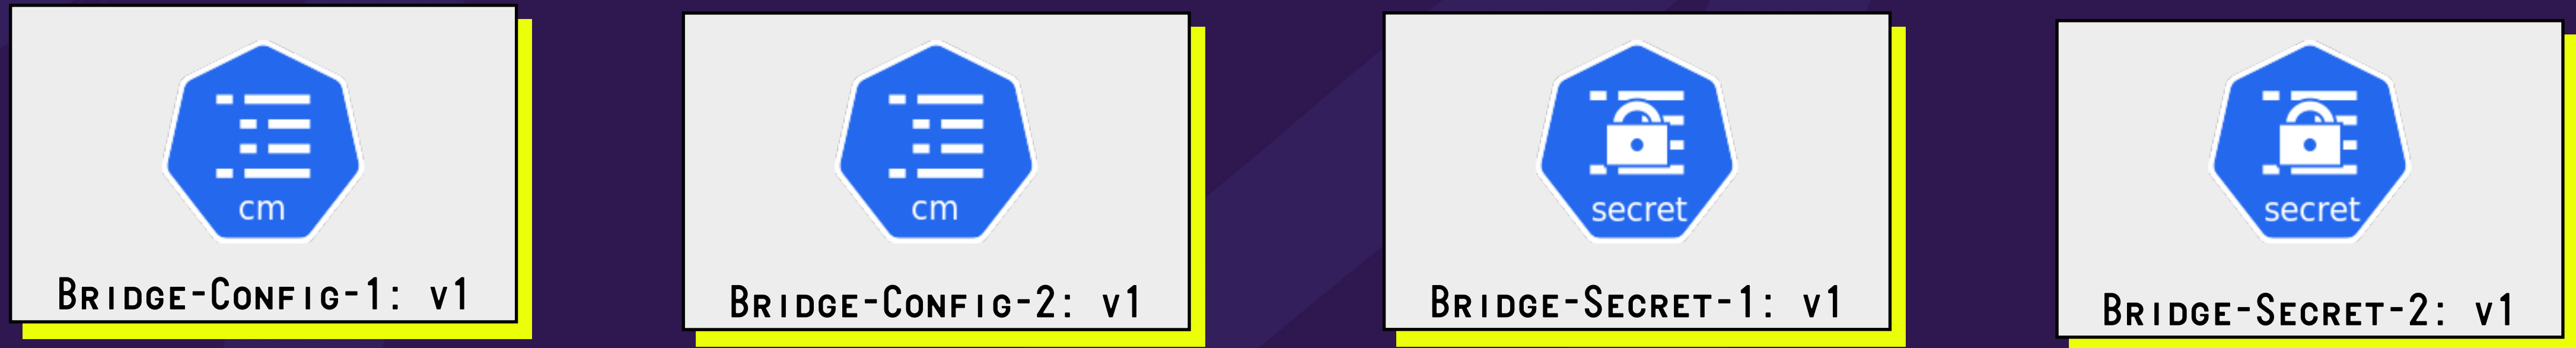 cm
Bridge-Config-1: v1
cm
Bridge-Config-2: v1
secret
Bridge-Secret-1: v1
secret
Bridge-Secret-2: v1